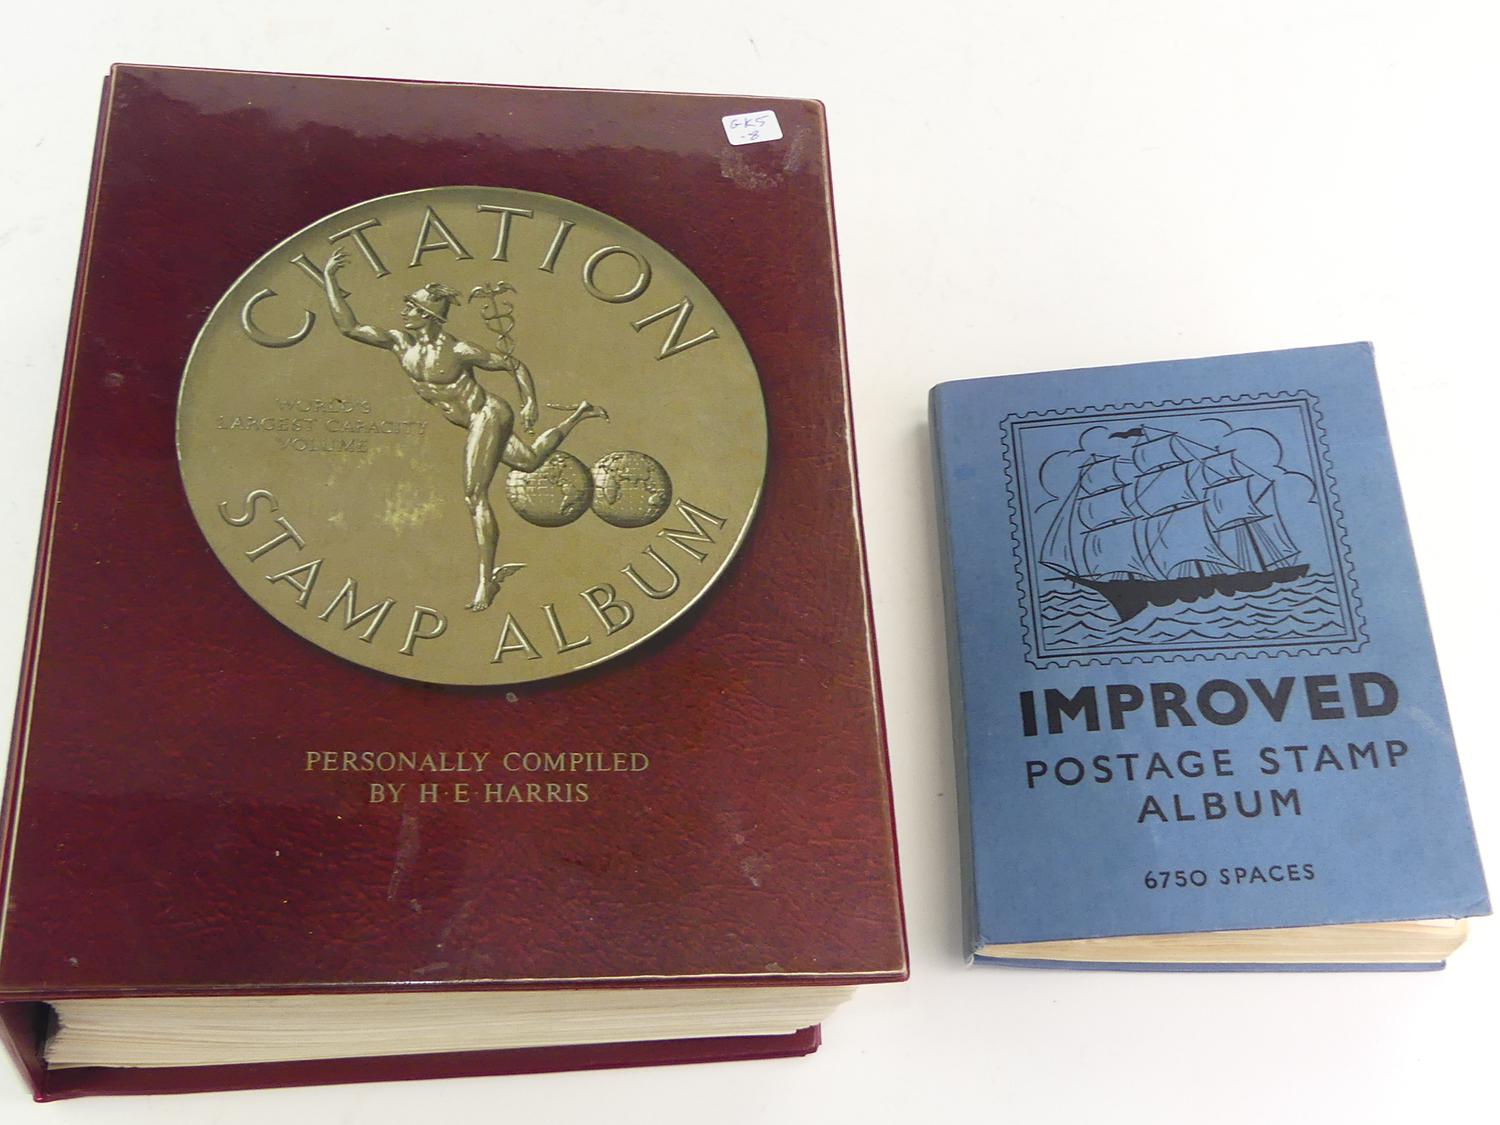 GKS
-8
CITATION
WORLD'S
LARGEST CAPACITY
VOLUME
STAMP ALBUM
PERSONALLY COMPILED
BY H·E·HARRIS
IMPROVED
POSTAGE STAMP
ALBUM
6750 SPACES